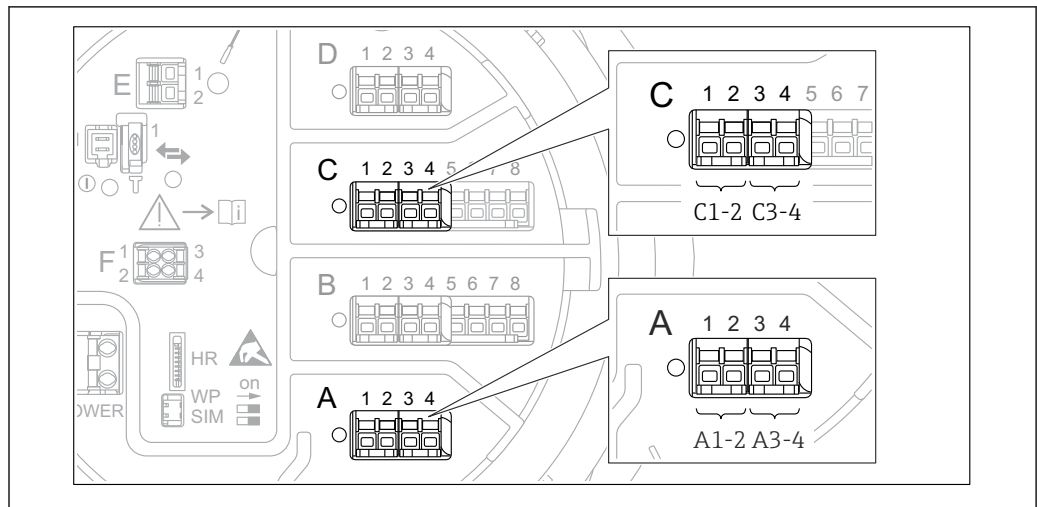 D 1 2 3 4
E 1
2
1
C 1 2 3 4 5 7 8
F 1 3
2 4
B 1 2 3 4 5 6 7 8
HR
WP on
SIM
OWER
A 1 2 3 4
C 1 2 3 4 5 6 7
C1-2 C3-4
A 1 2 3 4
A1-2 A3-4